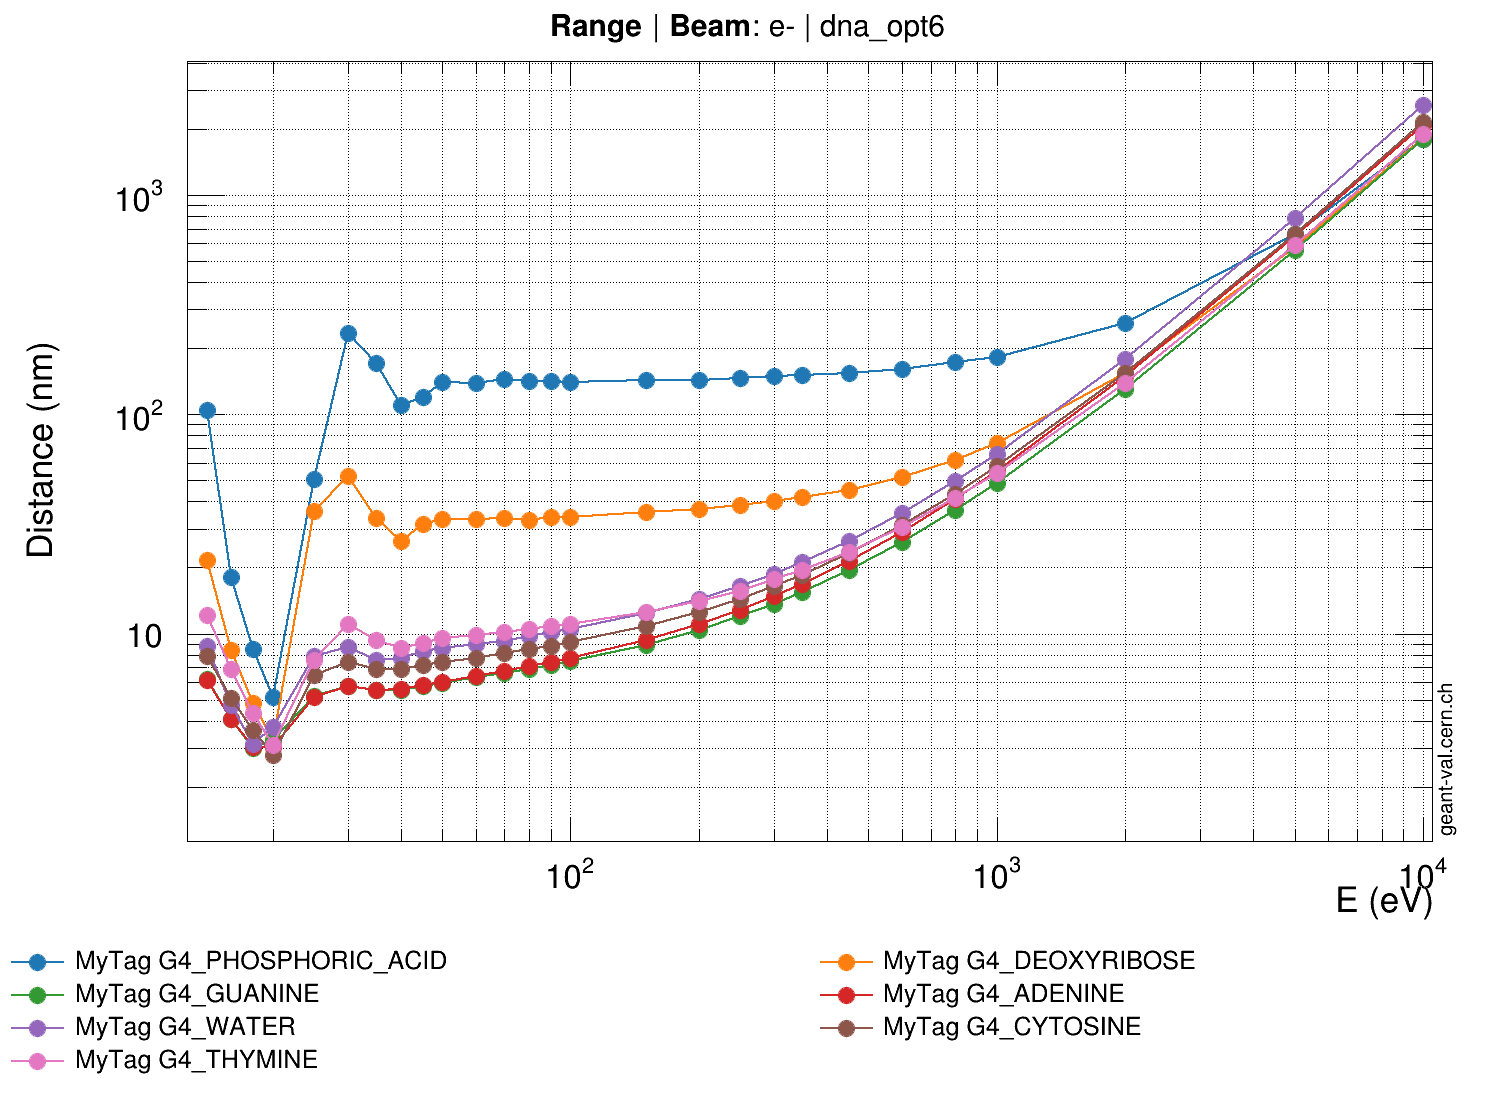 Range | Beam: e- | dna_opt6
Distance (nm)
10³
10²
10
10²
10³
10⁴
E (eV)
geant-val.cern.ch
MyTag G4_PHOSPHORIC_ACID
MyTag G4_DEOXYRIBOSE
MyTag G4_GUANINE
MyTag G4_ADENINE
MyTag G4_WATER
MyTag G4_CYTOSINE
MyTag G4_THYMINE